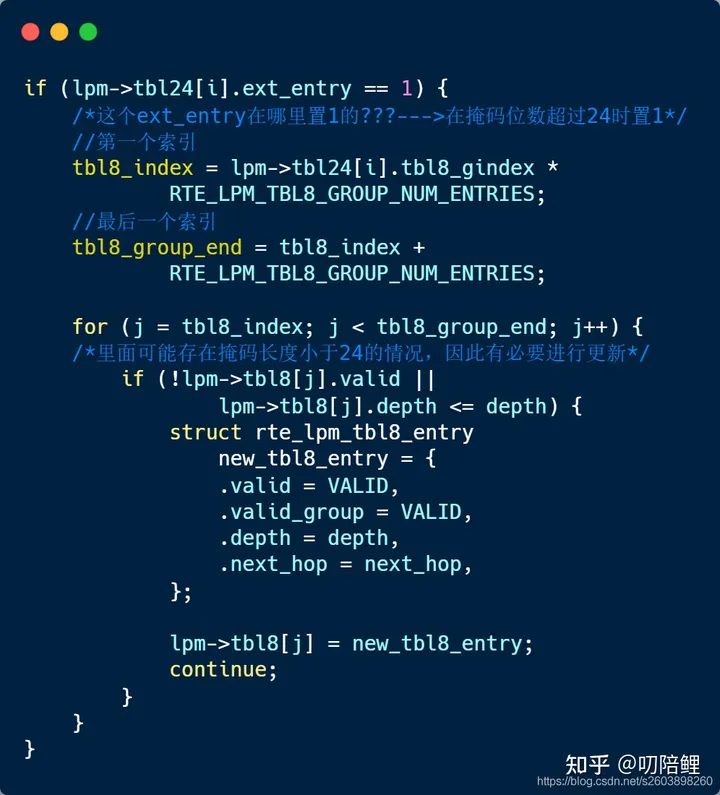 if (lpm->tbl24[i].ext_entry == 1) {
    /*这个ext_entry在哪里置1的???--->在掩码位数超过24时置1*/
    //第一个索引
    tbl8_index = lpm->tbl24[i].tbl8_gindex *
            RTE_LPM_TBL8_GROUP_NUM_ENTRIES;
    //最后一个索引
    tbl8_group_end = tbl8_index +
            RTE_LPM_TBL8_GROUP_NUM_ENTRIES;

    for (j = tbl8_index; j < tbl8_group_end; j++) {
    /*里面可能存在掩码长度小于24的情况，因此有必要进行更新*/
        if (!lpm->tbl8[j].valid ||
                lpm->tbl8[j].depth <= depth) {
            struct rte_lpm_tbl8_entry
                new_tbl8_entry = {
                .valid = VALID,
                .valid_group = VALID,
                .depth = depth,
                .next_hop = next_hop,
            };

            lpm->tbl8[j] = new_tbl8_entry;
            continue;
        }
    }
}
知乎 @叨陪鲤
https://blog.csdn.net/s2603898260